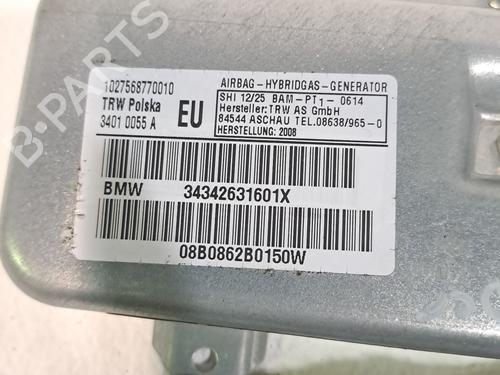 B-PARTS
1027568770010
TRW Polska
3401 0055 A
EU
AIRBAG-HYBRIDGAS-GENERATOR
SHI 12/25 BAM-PT1-0614
Hersteller:TRW AS GmbH
84544 ASCHAU TEL.08638/965-0
HERSTELLUNG: 2008
BMW 34342631601X
08B0862B0150W